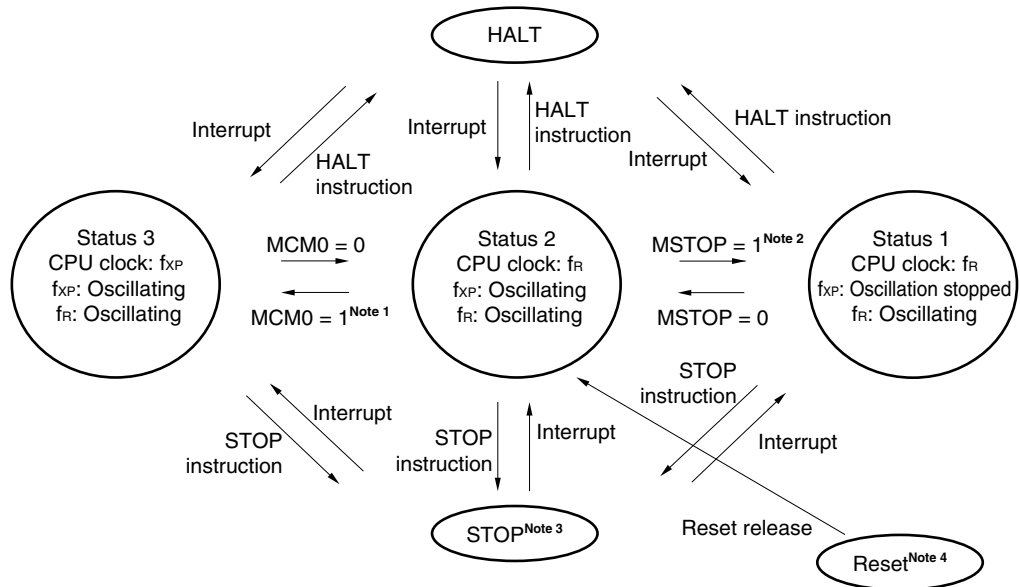 HALT
Interrupt
HALT
instruction
Interrupt
HALT
instruction
Interrupt
HALT instruction
Status 3
CPU clock: fXP
fXP: Oscillating
fR: Oscillating
MCM0 = 0
MCM0 = 1Note 1
Status 2
CPU clock: fR
fXP: Oscillating
fR: Oscillating
MSTOP = 1Note 2
MSTOP = 0
Status 1
CPU clock: fR
fXP: Oscillation stopped
fR: Oscillating
STOP
instruction
Interrupt
STOP
instruction
Interrupt
STOP
instruction
Interrupt
STOPNote 3
Reset release
ResetNote 4